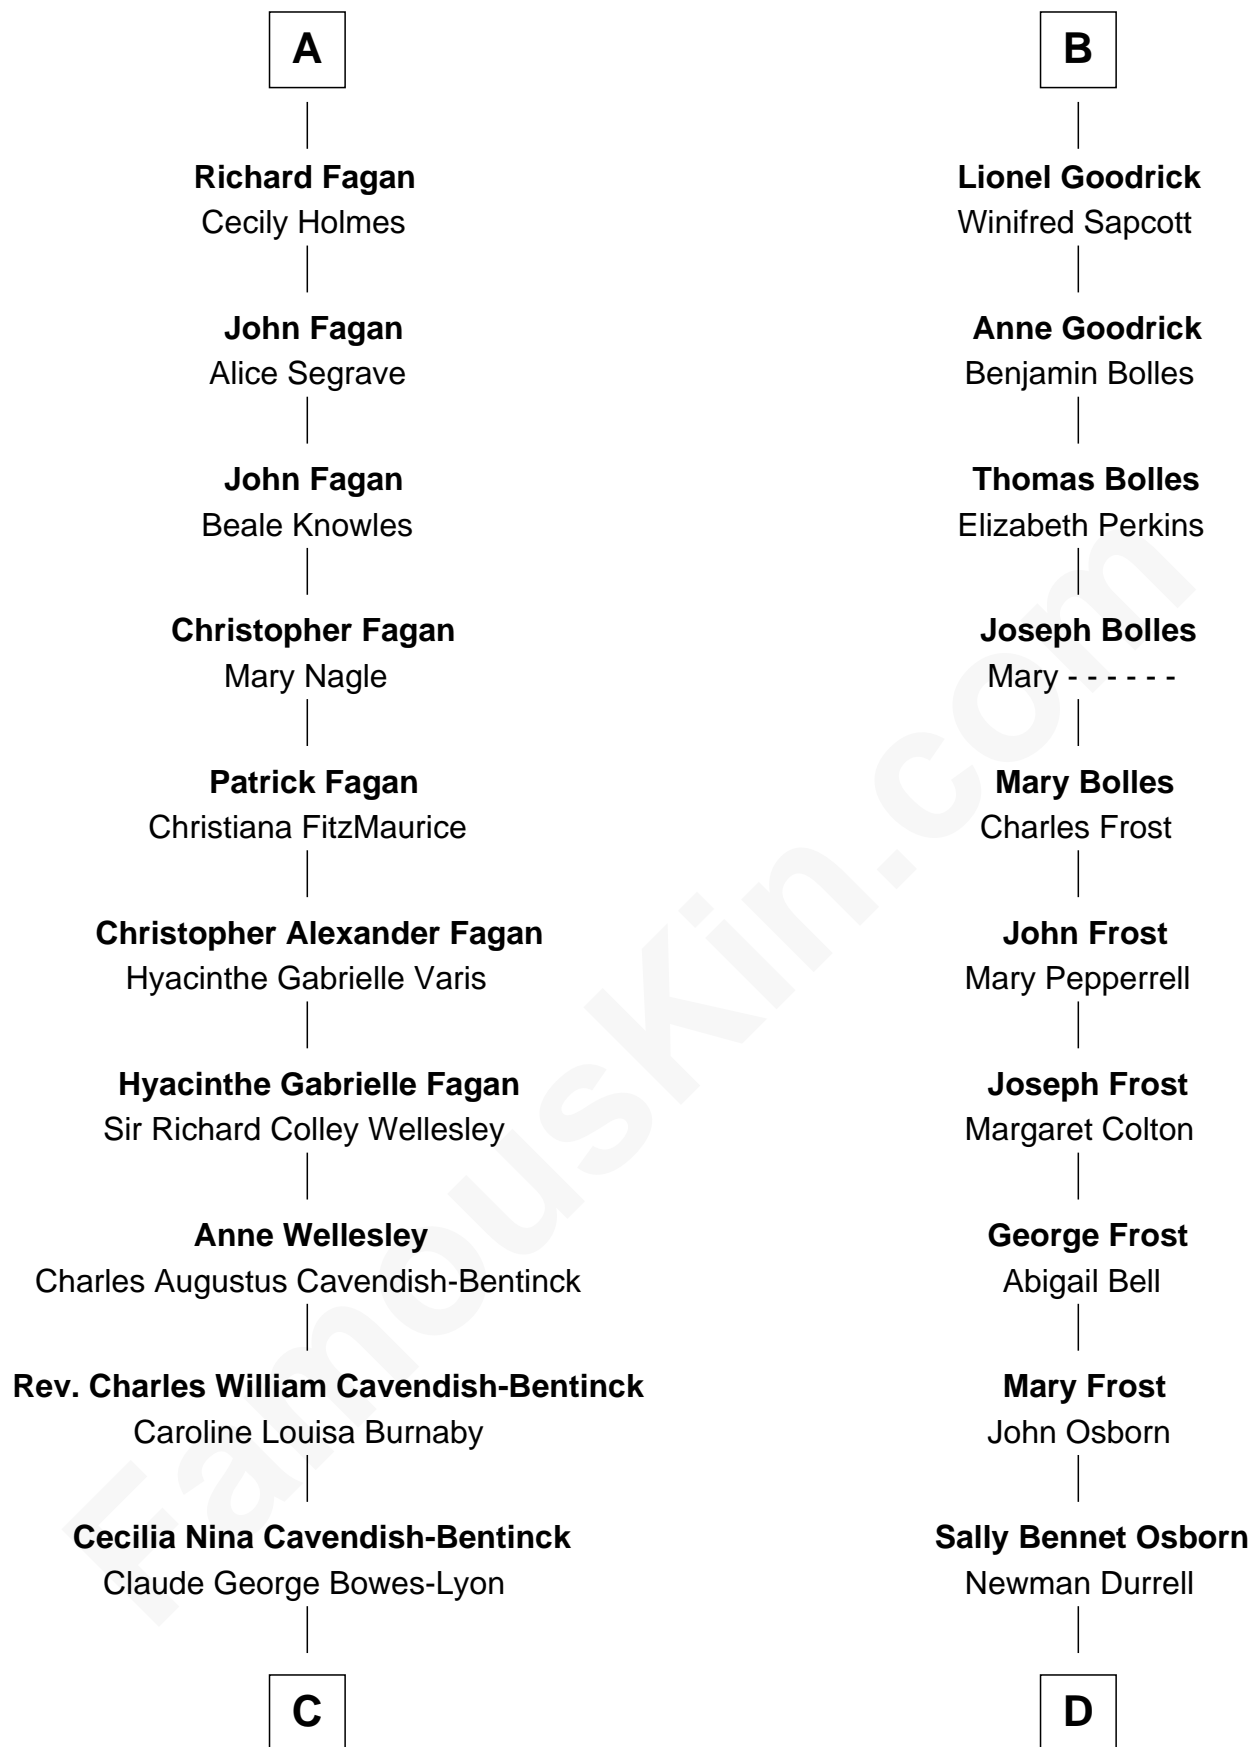 A
Richard Fagan
Cecily Holmes
John Fagan
Alice Segrave
John Fagan
Beale Knowles
Christopher Fagan
Mary Nagle
Patrick Fagan
Christiana FitzMaurice
Christopher Alexander Fagan
Hyacinthe Gabrielle Varis
Hyacinthe Gabrielle Fagan
Sir Richard Colley Wellesley
Anne Wellesley
Charles Augustus Cavendish-Bentinck
Rev. Charles William Cavendish-Bentinck
Caroline Louisa Burnaby
Cecilia Nina Cavendish-Bentinck
Claude George Bowes-Lyon
C
B
Lionel Goodrick
Winifred Sapcott
Anne Goodrick
Benjamin Bolles
Thomas Bolles
Elizabeth Perkins
Joseph Bolles
Mary - - - - - -
Mary Bolles
Charles Frost
John Frost
Mary Pepperrell
Joseph Frost
Margaret Colton
George Frost
Abigail Bell
Mary Frost
John Osborn
Sally Bennet Osborn
Newman Durrell
D
FamousKin.com